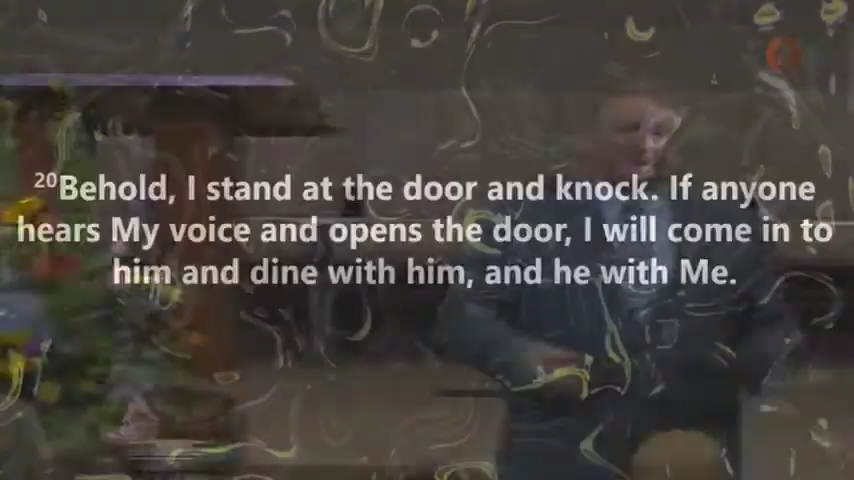 ²⁰Behold, I stand at the door and knock. If anyone
hears My voice and opens the door, I will come in to
him and dine with him, and he with Me.